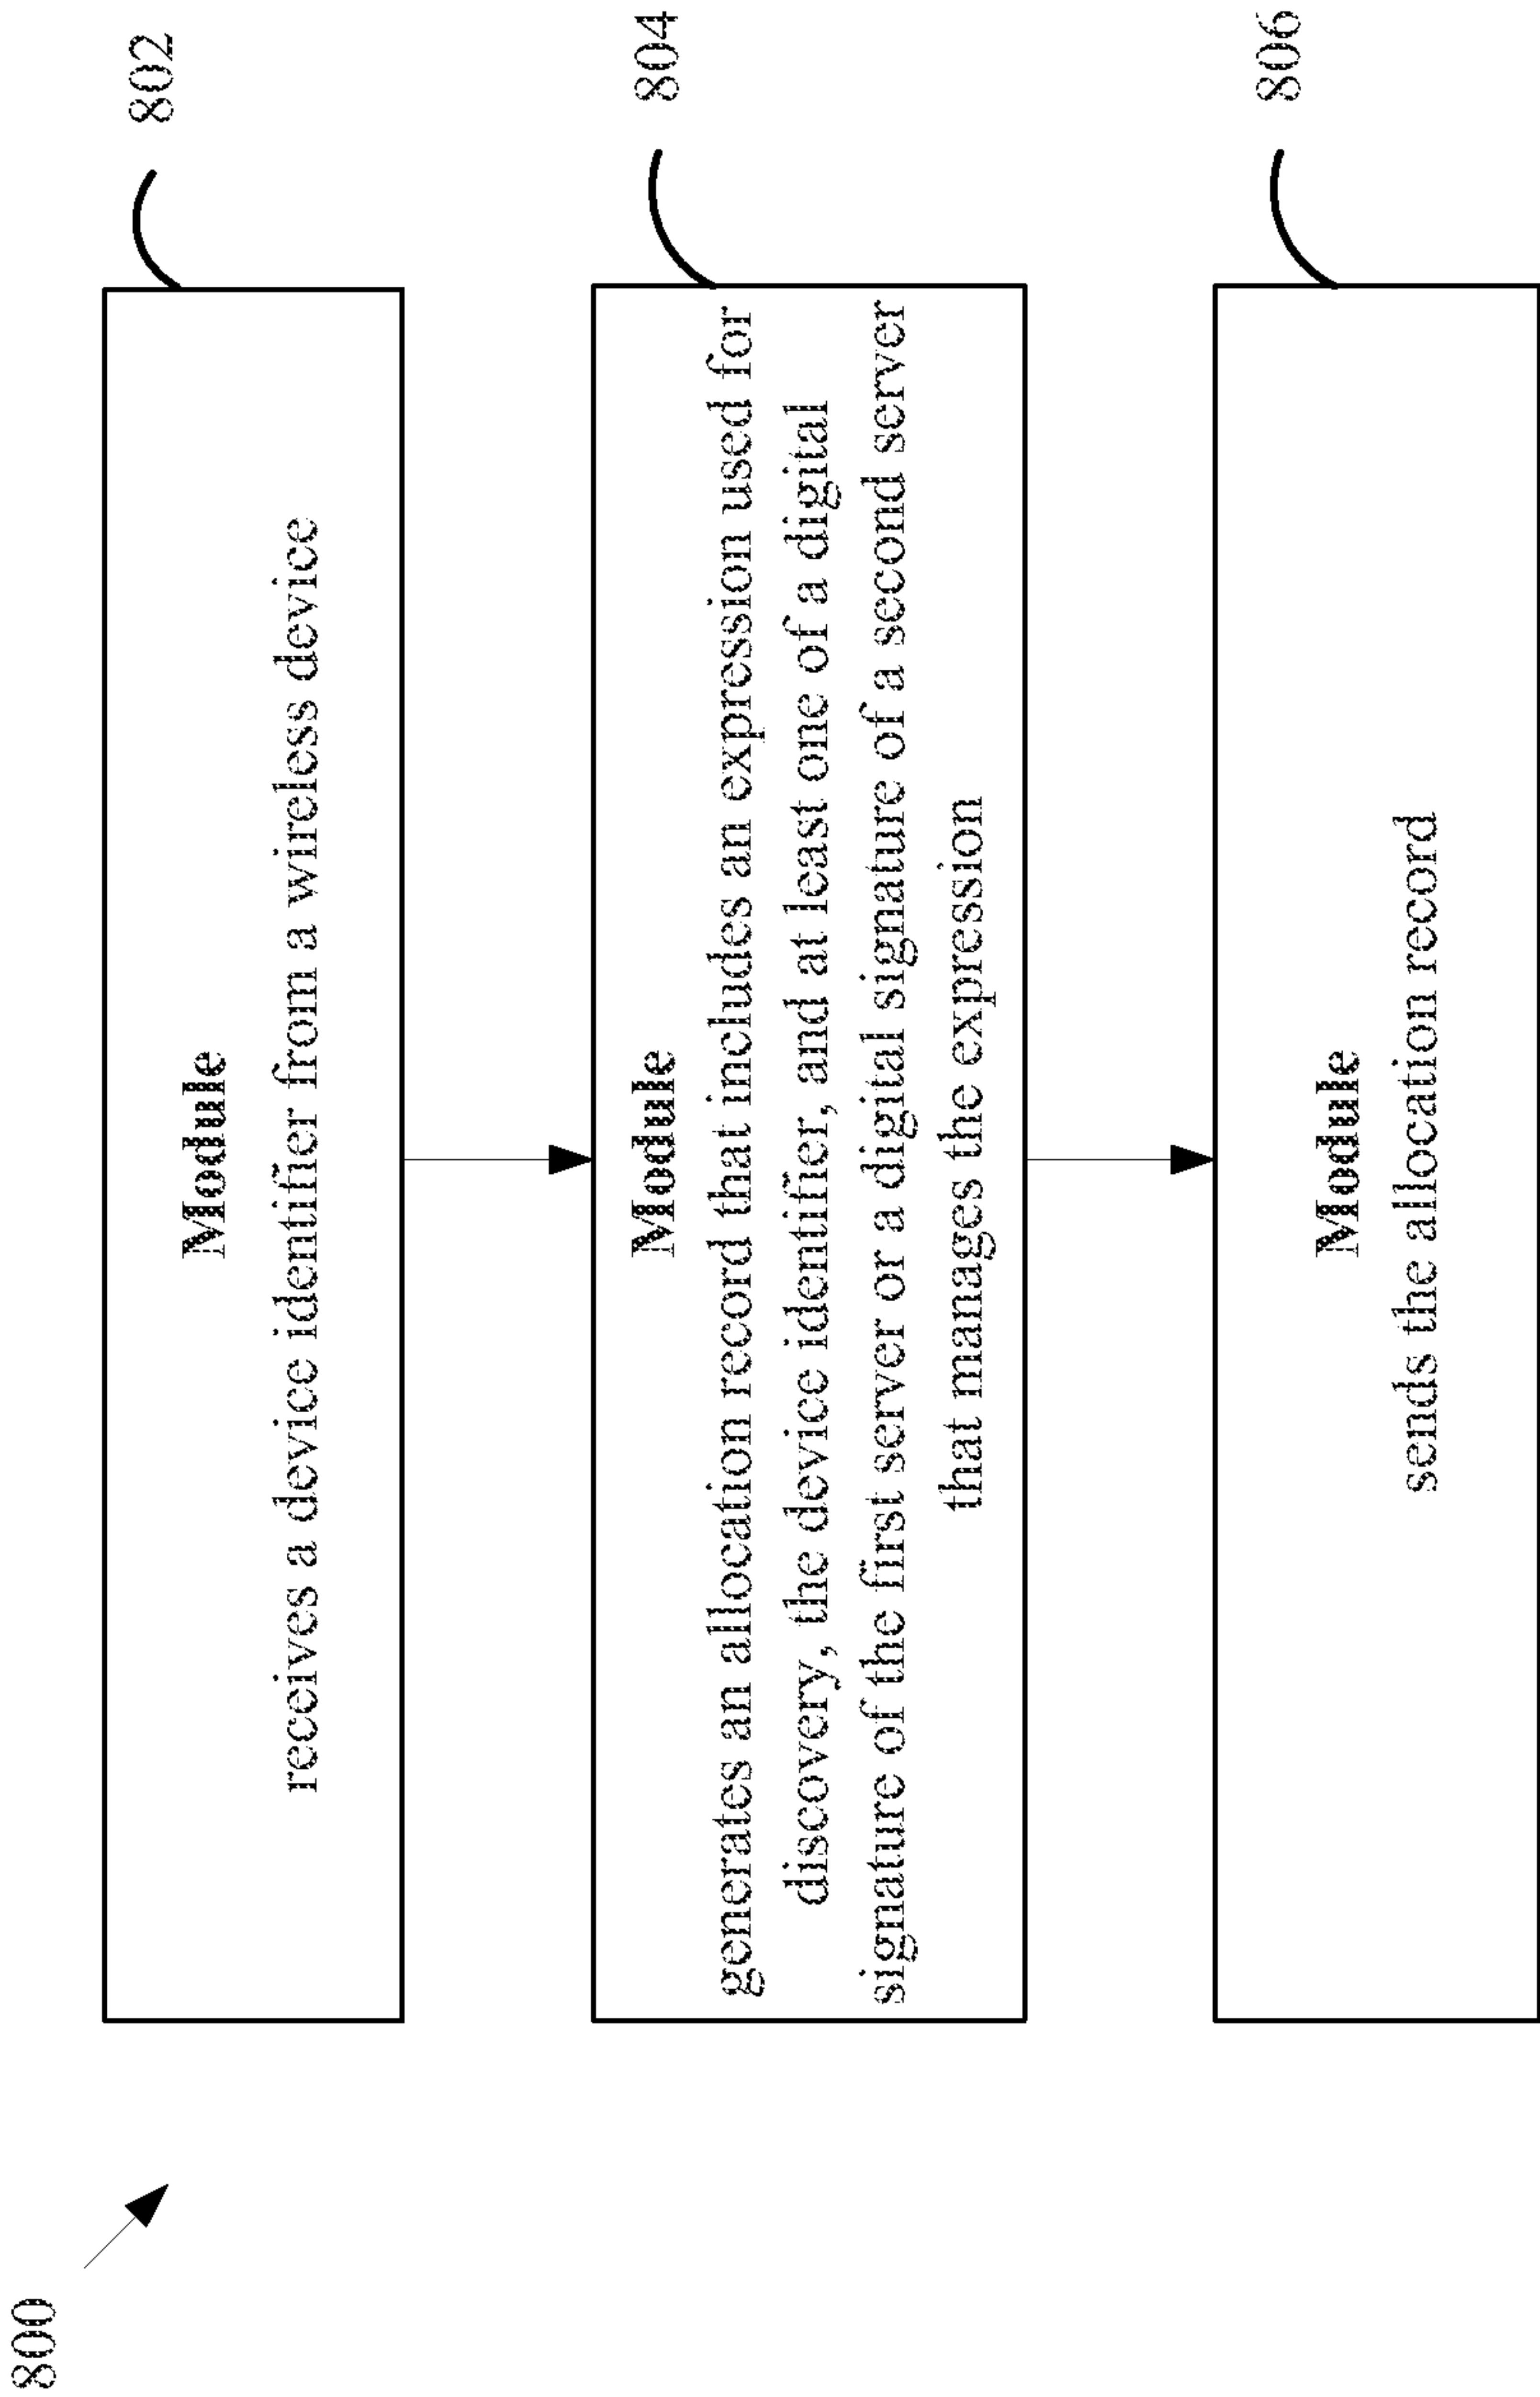 800
802
Module
receives a device identifier from a wireless device
804
Module
generates an allocation record that includes an expression used for
discovery, the device identifier, and at least one of a digital
signature of the first server or a digital signature of a second server
that manages the expression
806
Module
sends the allocation record